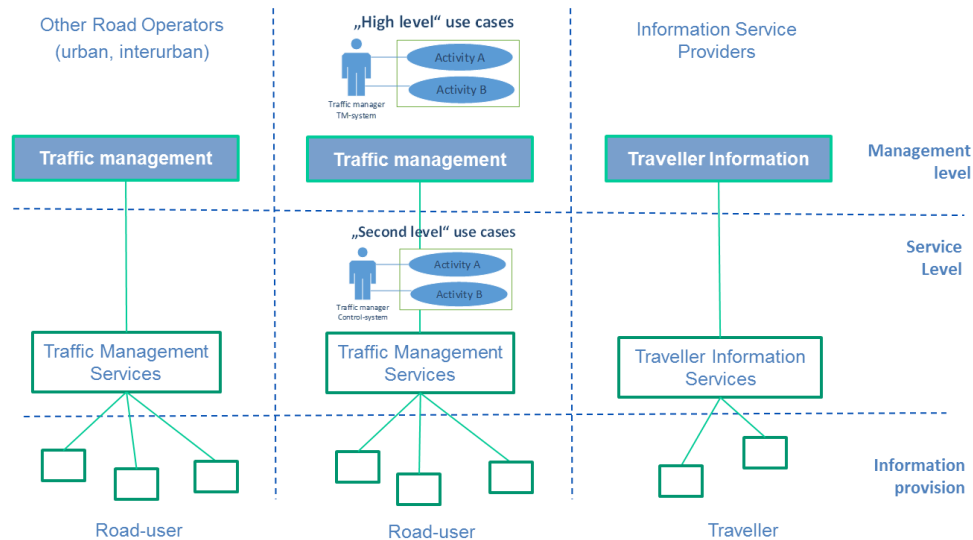 Other Road Operators
(urban, interurban)
„High level“ use cases
Activity A
Activity B
Traffic manager
TM-system
Information Service
Providers
Traffic management
Traffic management
Traveller Information
Management
level
„Second level“ use cases
Activity A
Activity B
Traffic manager
Control-system
Service
Level
Traffic Management
Services
Traffic Management
Services
Traveller Information
Services
Information
provision
Road-user
Road-user
Traveller